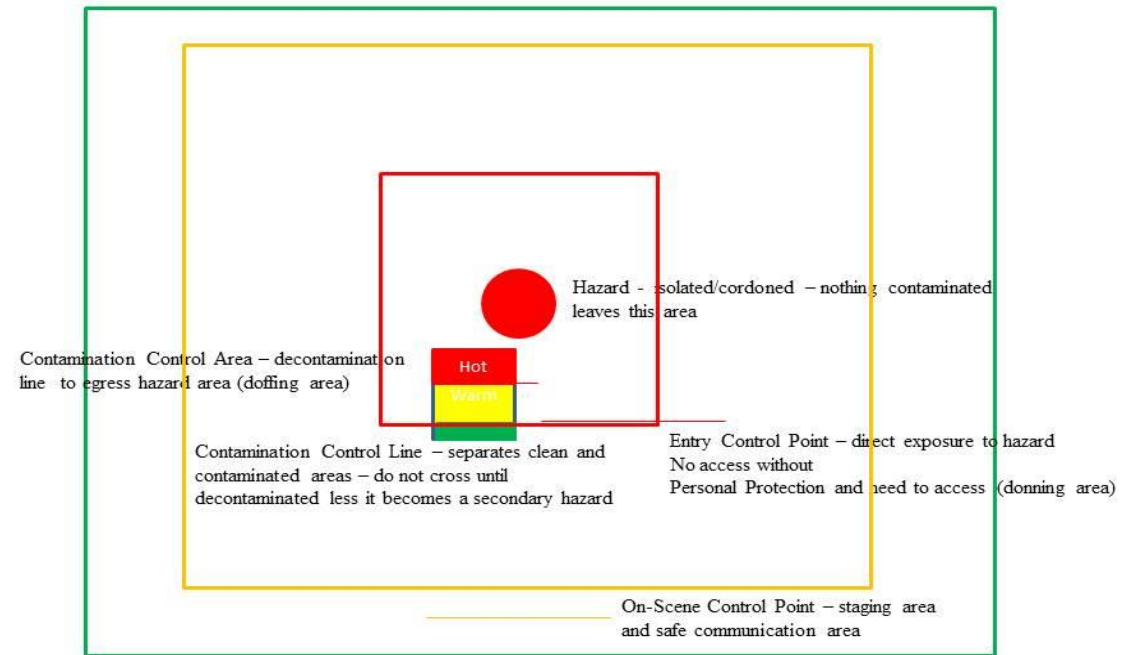 Hazard - isolated/cordoned – nothing contaminated
leaves this area
Contamination Control Area – decontamination
line to egress hazard area (doffing area)
Hot
Warm
Contamination Control Line – separates clean and
contaminated areas – do not cross until
decontaminated less it becomes a secondary hazard
Entry Control Point – direct exposure to hazard
No access without
Personal Protection and need to access (donning area)
On-Scene Control Point – staging area
and safe communication area